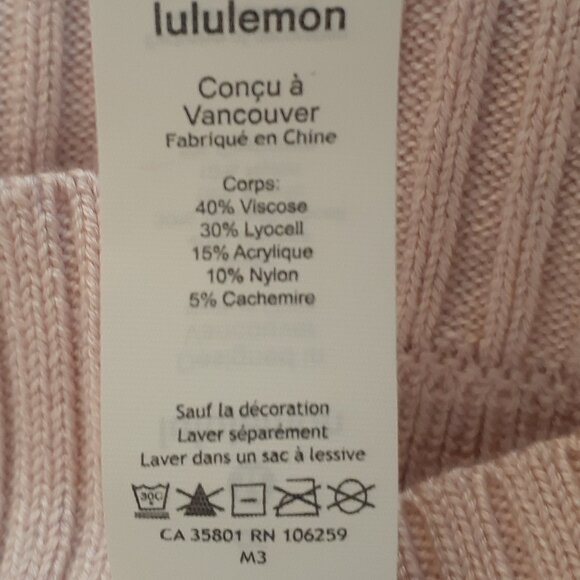 lululemon
Conçu à
Vancouver
Fabriqué en Chine
Corps:
40% Viscose
30% Lyocell
15% Acrylique
10% Nylon
5% Cachemire
Sauf la décoration
Laver séparément
Laver dans un sac à lessive
30C
CA 35801 RN 106259
M3